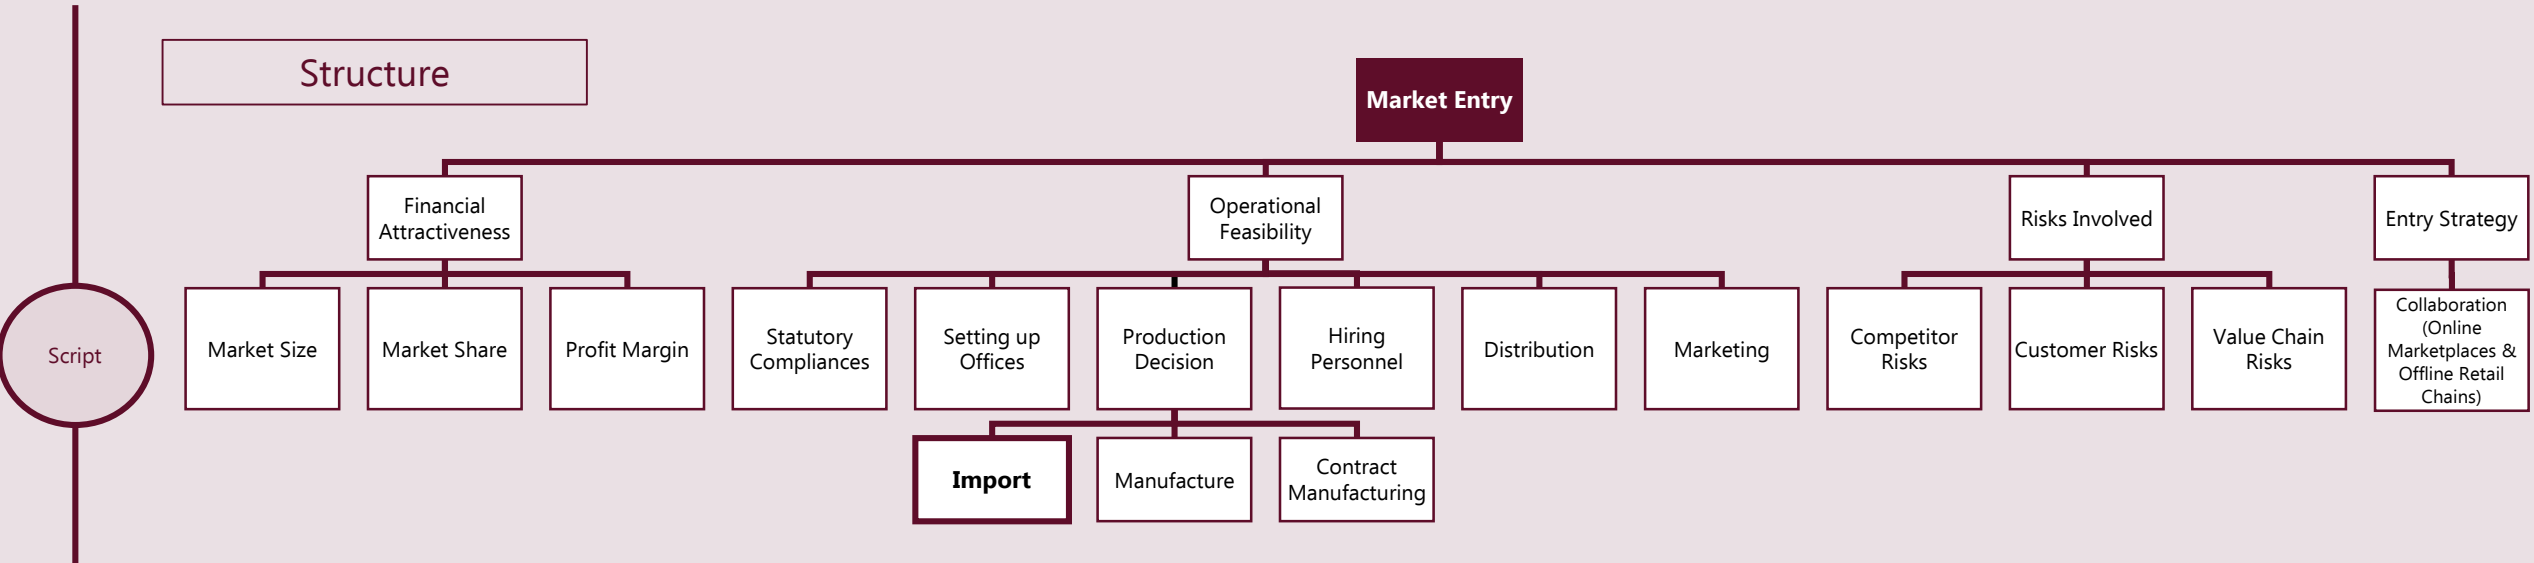 Structure
Market Entry
Financial
Attractiveness
Operational
Feasibility
Risks Involved
Entry Strategy
Script
Market Size
Market Share
Profit Margin
Statutory
Compliances
Setting up
Offices
Production
Decision
Hiring
Personnel
Distribution
Marketing
Competitor
Risks
Customer Risks
Value Chain
Risks
Collaboration
(Online
Marketplaces &
Offline Retail
Chains)
Import
Manufacture
Contract
Manufacturing